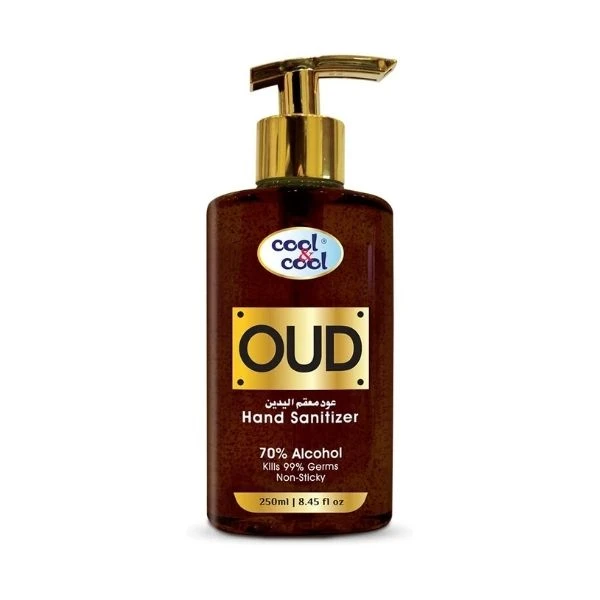 cool®
&
cool
OUD
عود معقم اليدين
Hand Sanitizer
70% Alcohol
Kills 99% Germs
Non-Sticky
250ml | 8.45 fl oz